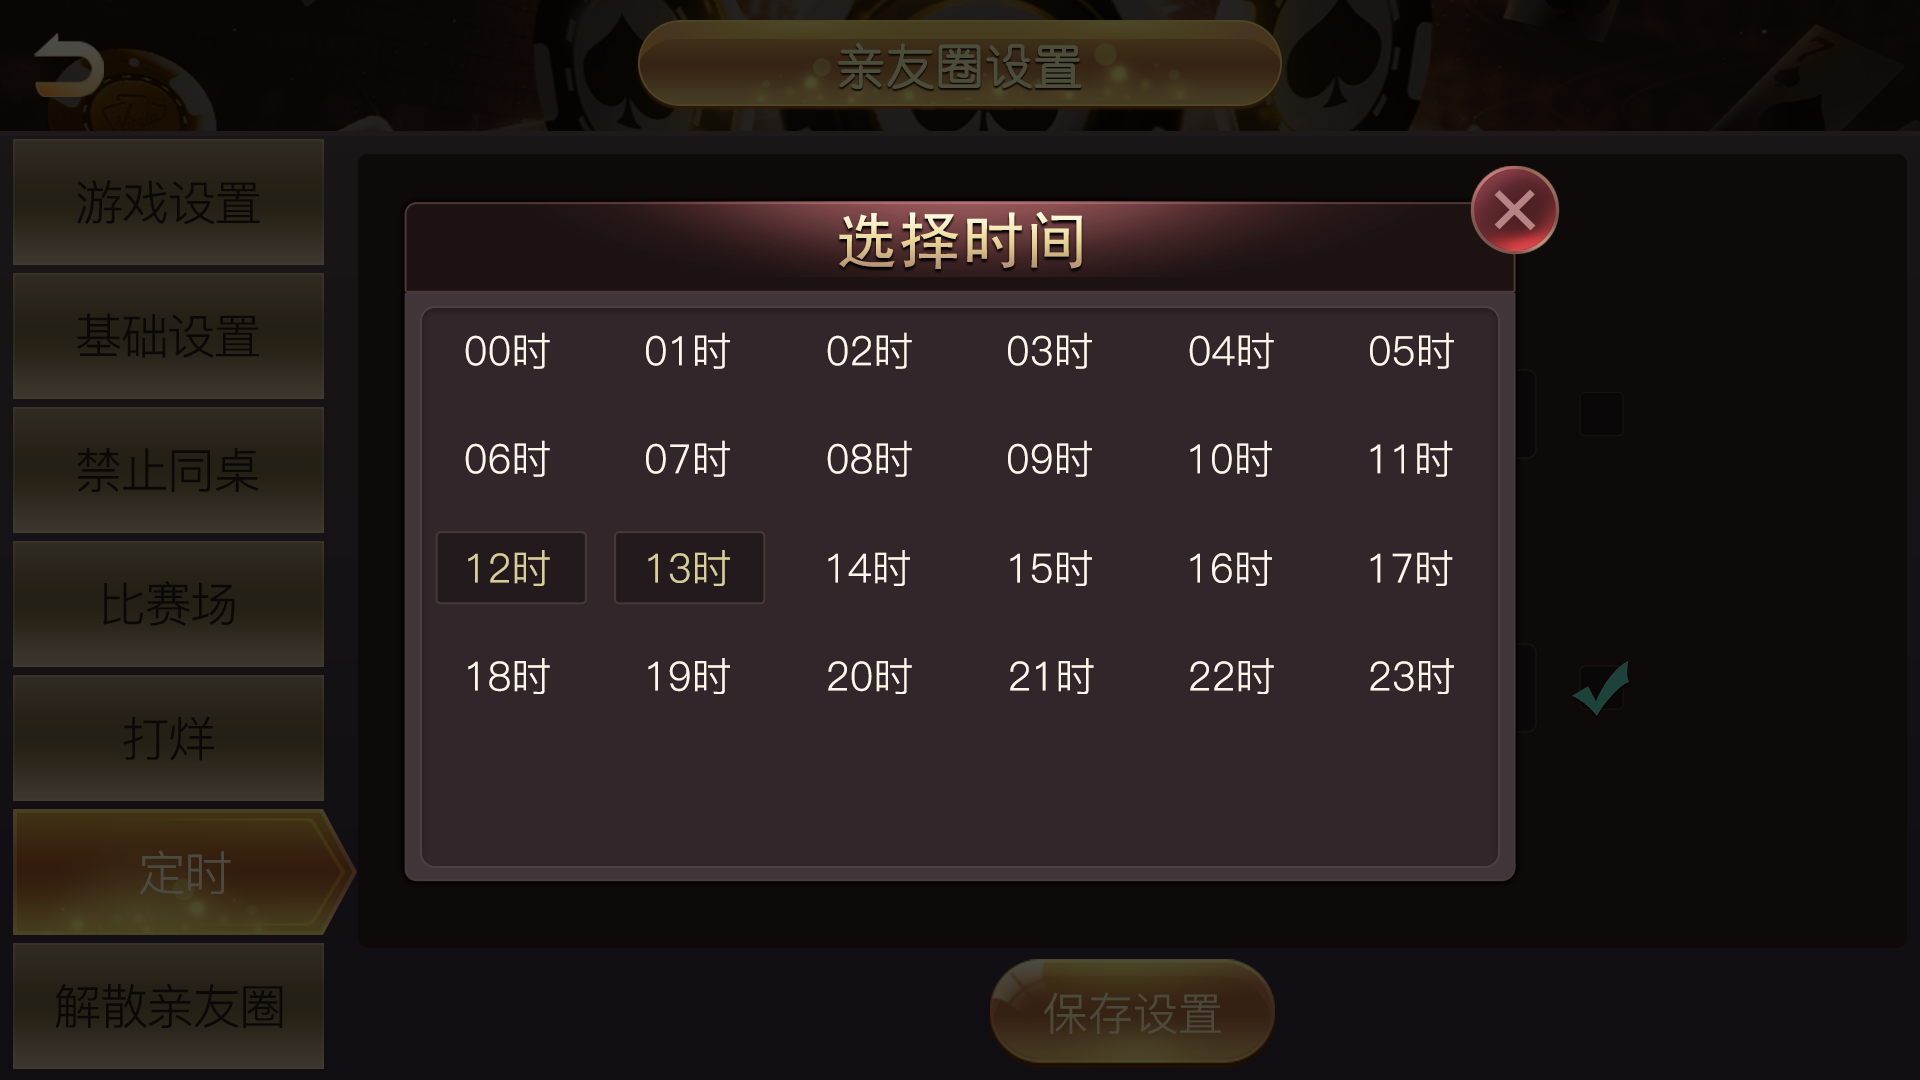 亲友圈设置
游戏设置
基础设置
禁止同桌
比赛场
打烊
定时
解散亲友圈
选择时间
00时 01时 02时 03时 04时 05时
06时 07时 08时 09时 10时 11时
12时 13时 14时 15时 16时 17时
18时 19时 20时 21时 22时 23时
保存设置